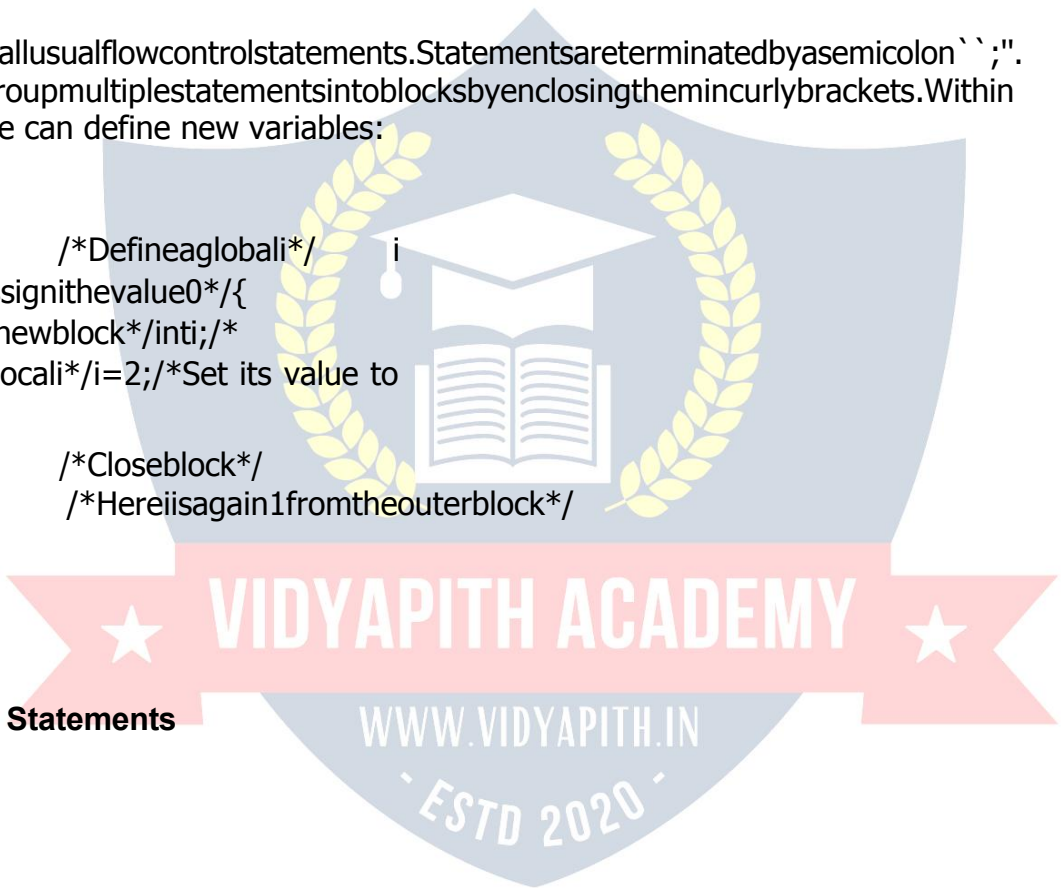 allusualflowcontrolstatements.Statementsareterminatedbyasemicolon``;".
roupmultiplestatementsintoblocksbyenclosingthemincurlybrackets.Within
e can define new variables:
/*Defineaglobali*/ i
ssignithevalue0*/{
newblock*/inti;/*
ocali*/i=2;/*Set its value to
/*Closeblock*/
/*Hereiisagain1fromtheouterblock*/
VIDYAPITH ACADEMY
Statements
WWW.VIDYAPITH.IN
ESTD 2020